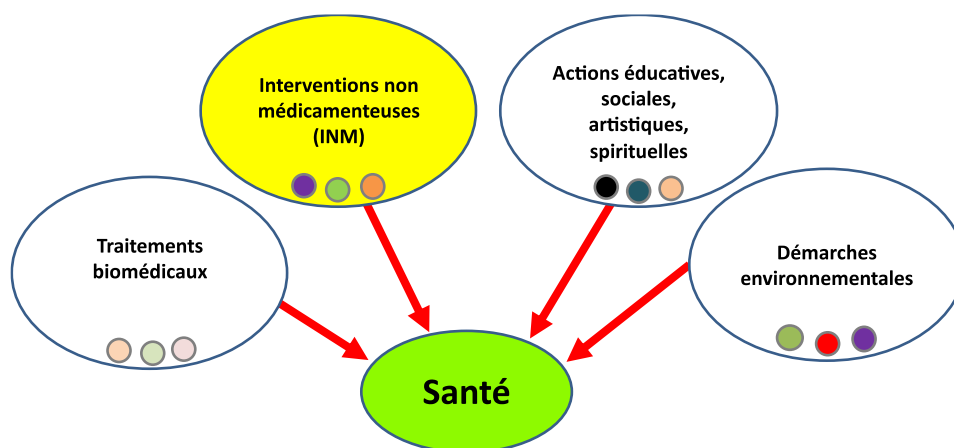 Interventions non
médicamenteuses
(INM)
Actions éducatives,
sociales,
artistiques,
spirituelles
Traitements
biomédicaux
Démarches
environnementales
Santé